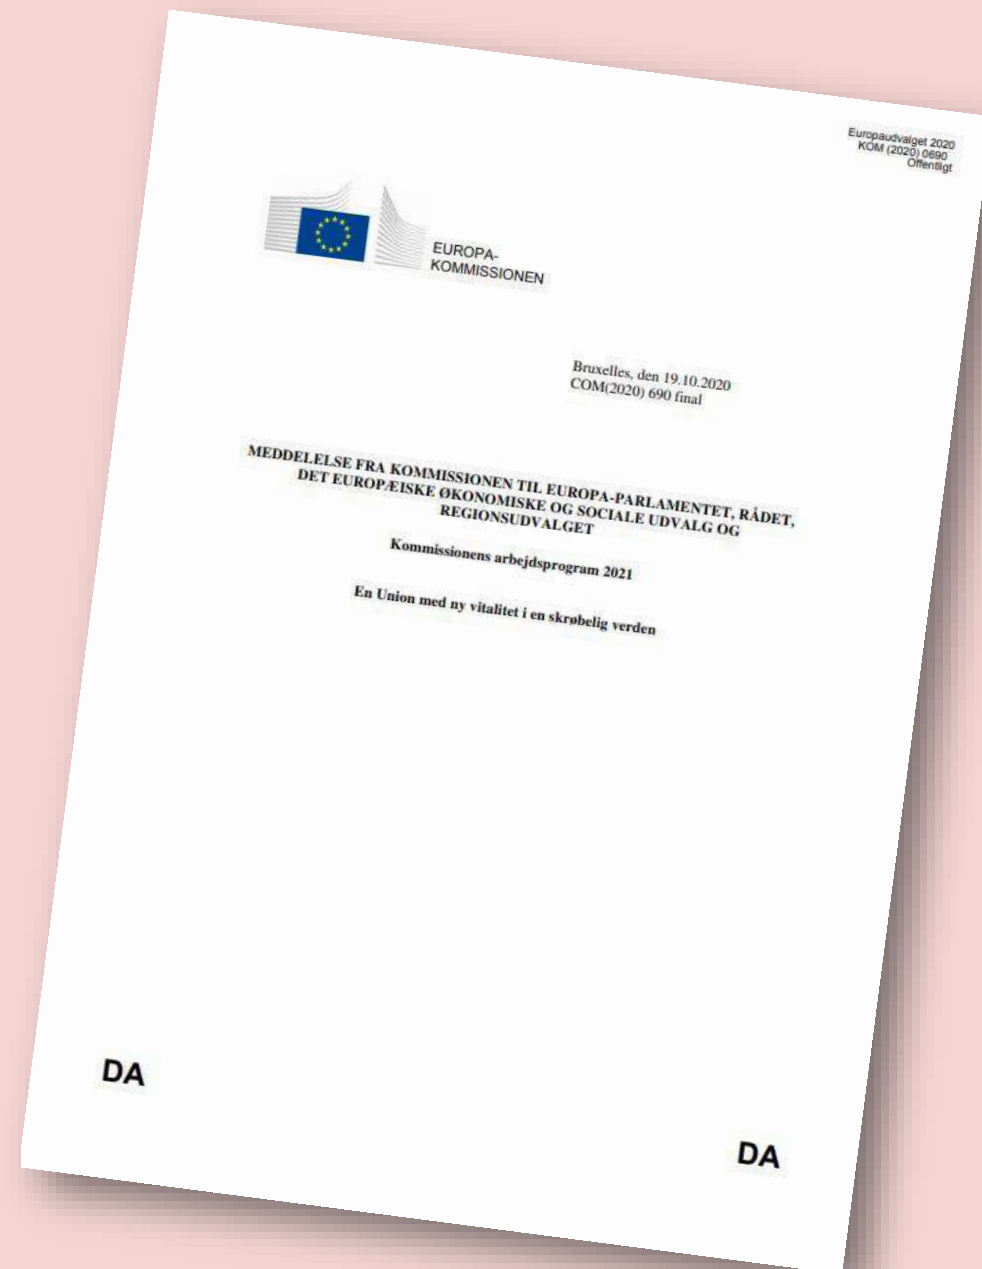 Europaudvalget 2020
KOM (2020) 0690
Offentligt
EUROPA-
KOMMISSIONEN
Bruxelles, den 19.10.2020
COM(2020) 690 final
MEDDELELSE FRA KOMMISSIONEN TIL EUROPA-PARLAMENTET, RÅDET,
DET EUROPÆISKE ØKONOMISKE OG SOCIALE UDVALG OG
REGIONSUDVALGET
Kommissionens arbejdsprogram 2021
En Union med ny vitalitet i en skrøbelig verden
DA
DA